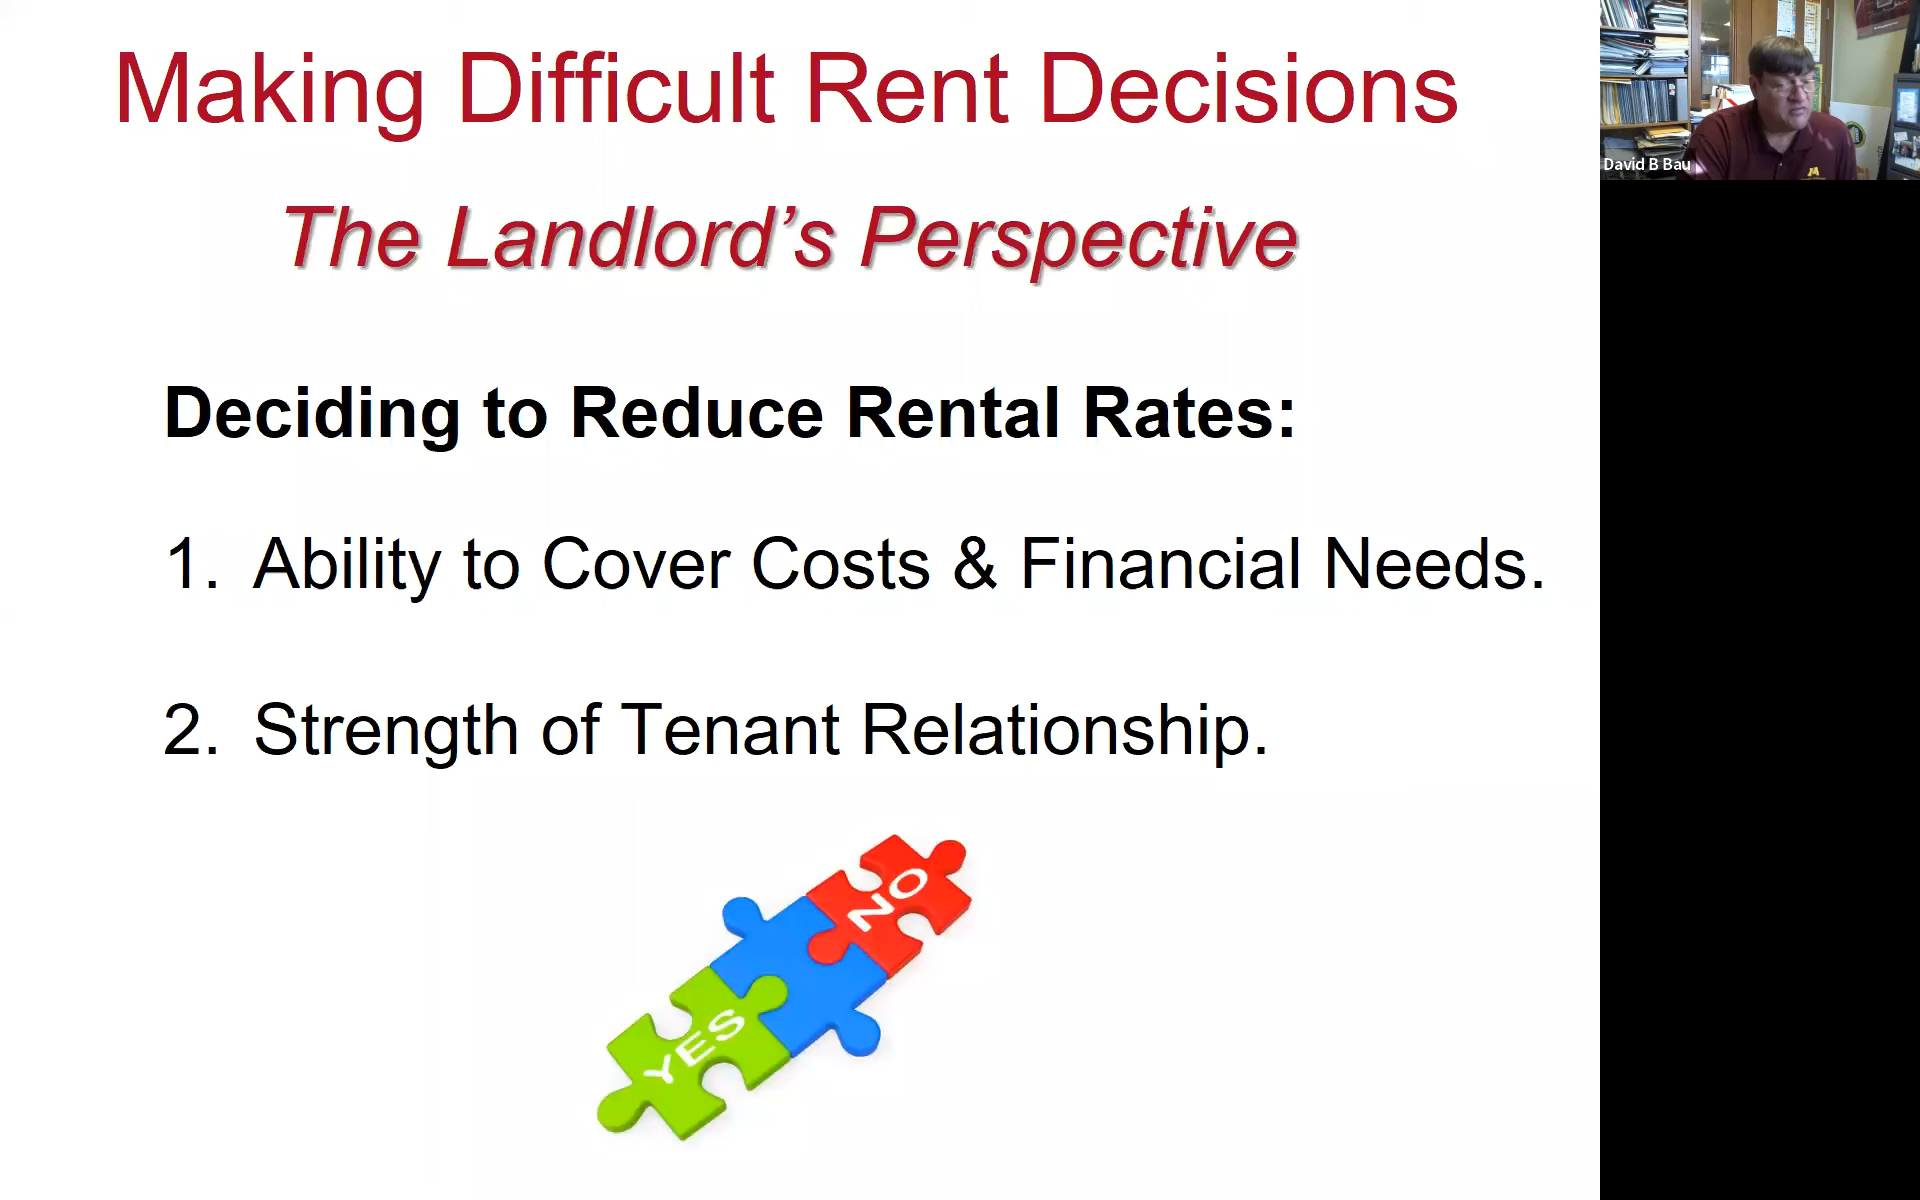 Making Difficult Rent Decisions
The Landlord’s Perspective
Deciding to Reduce Rental Rates:
1. Ability to Cover Costs & Financial Needs.
2. Strength of Tenant Relationship.
NO
YES
David B Bau